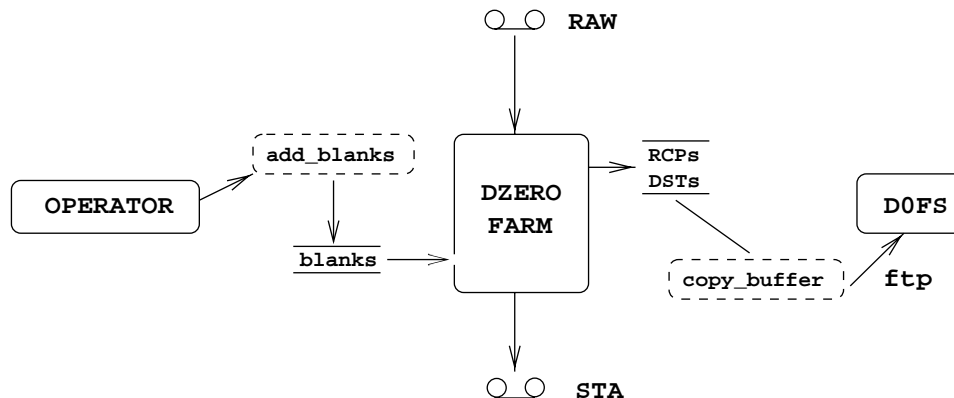 RAW
add_blanks
OPERATOR
blanks
DZERO
FARM
RCPs
DSTs
D0FS
copy_buffer
ftp
STA